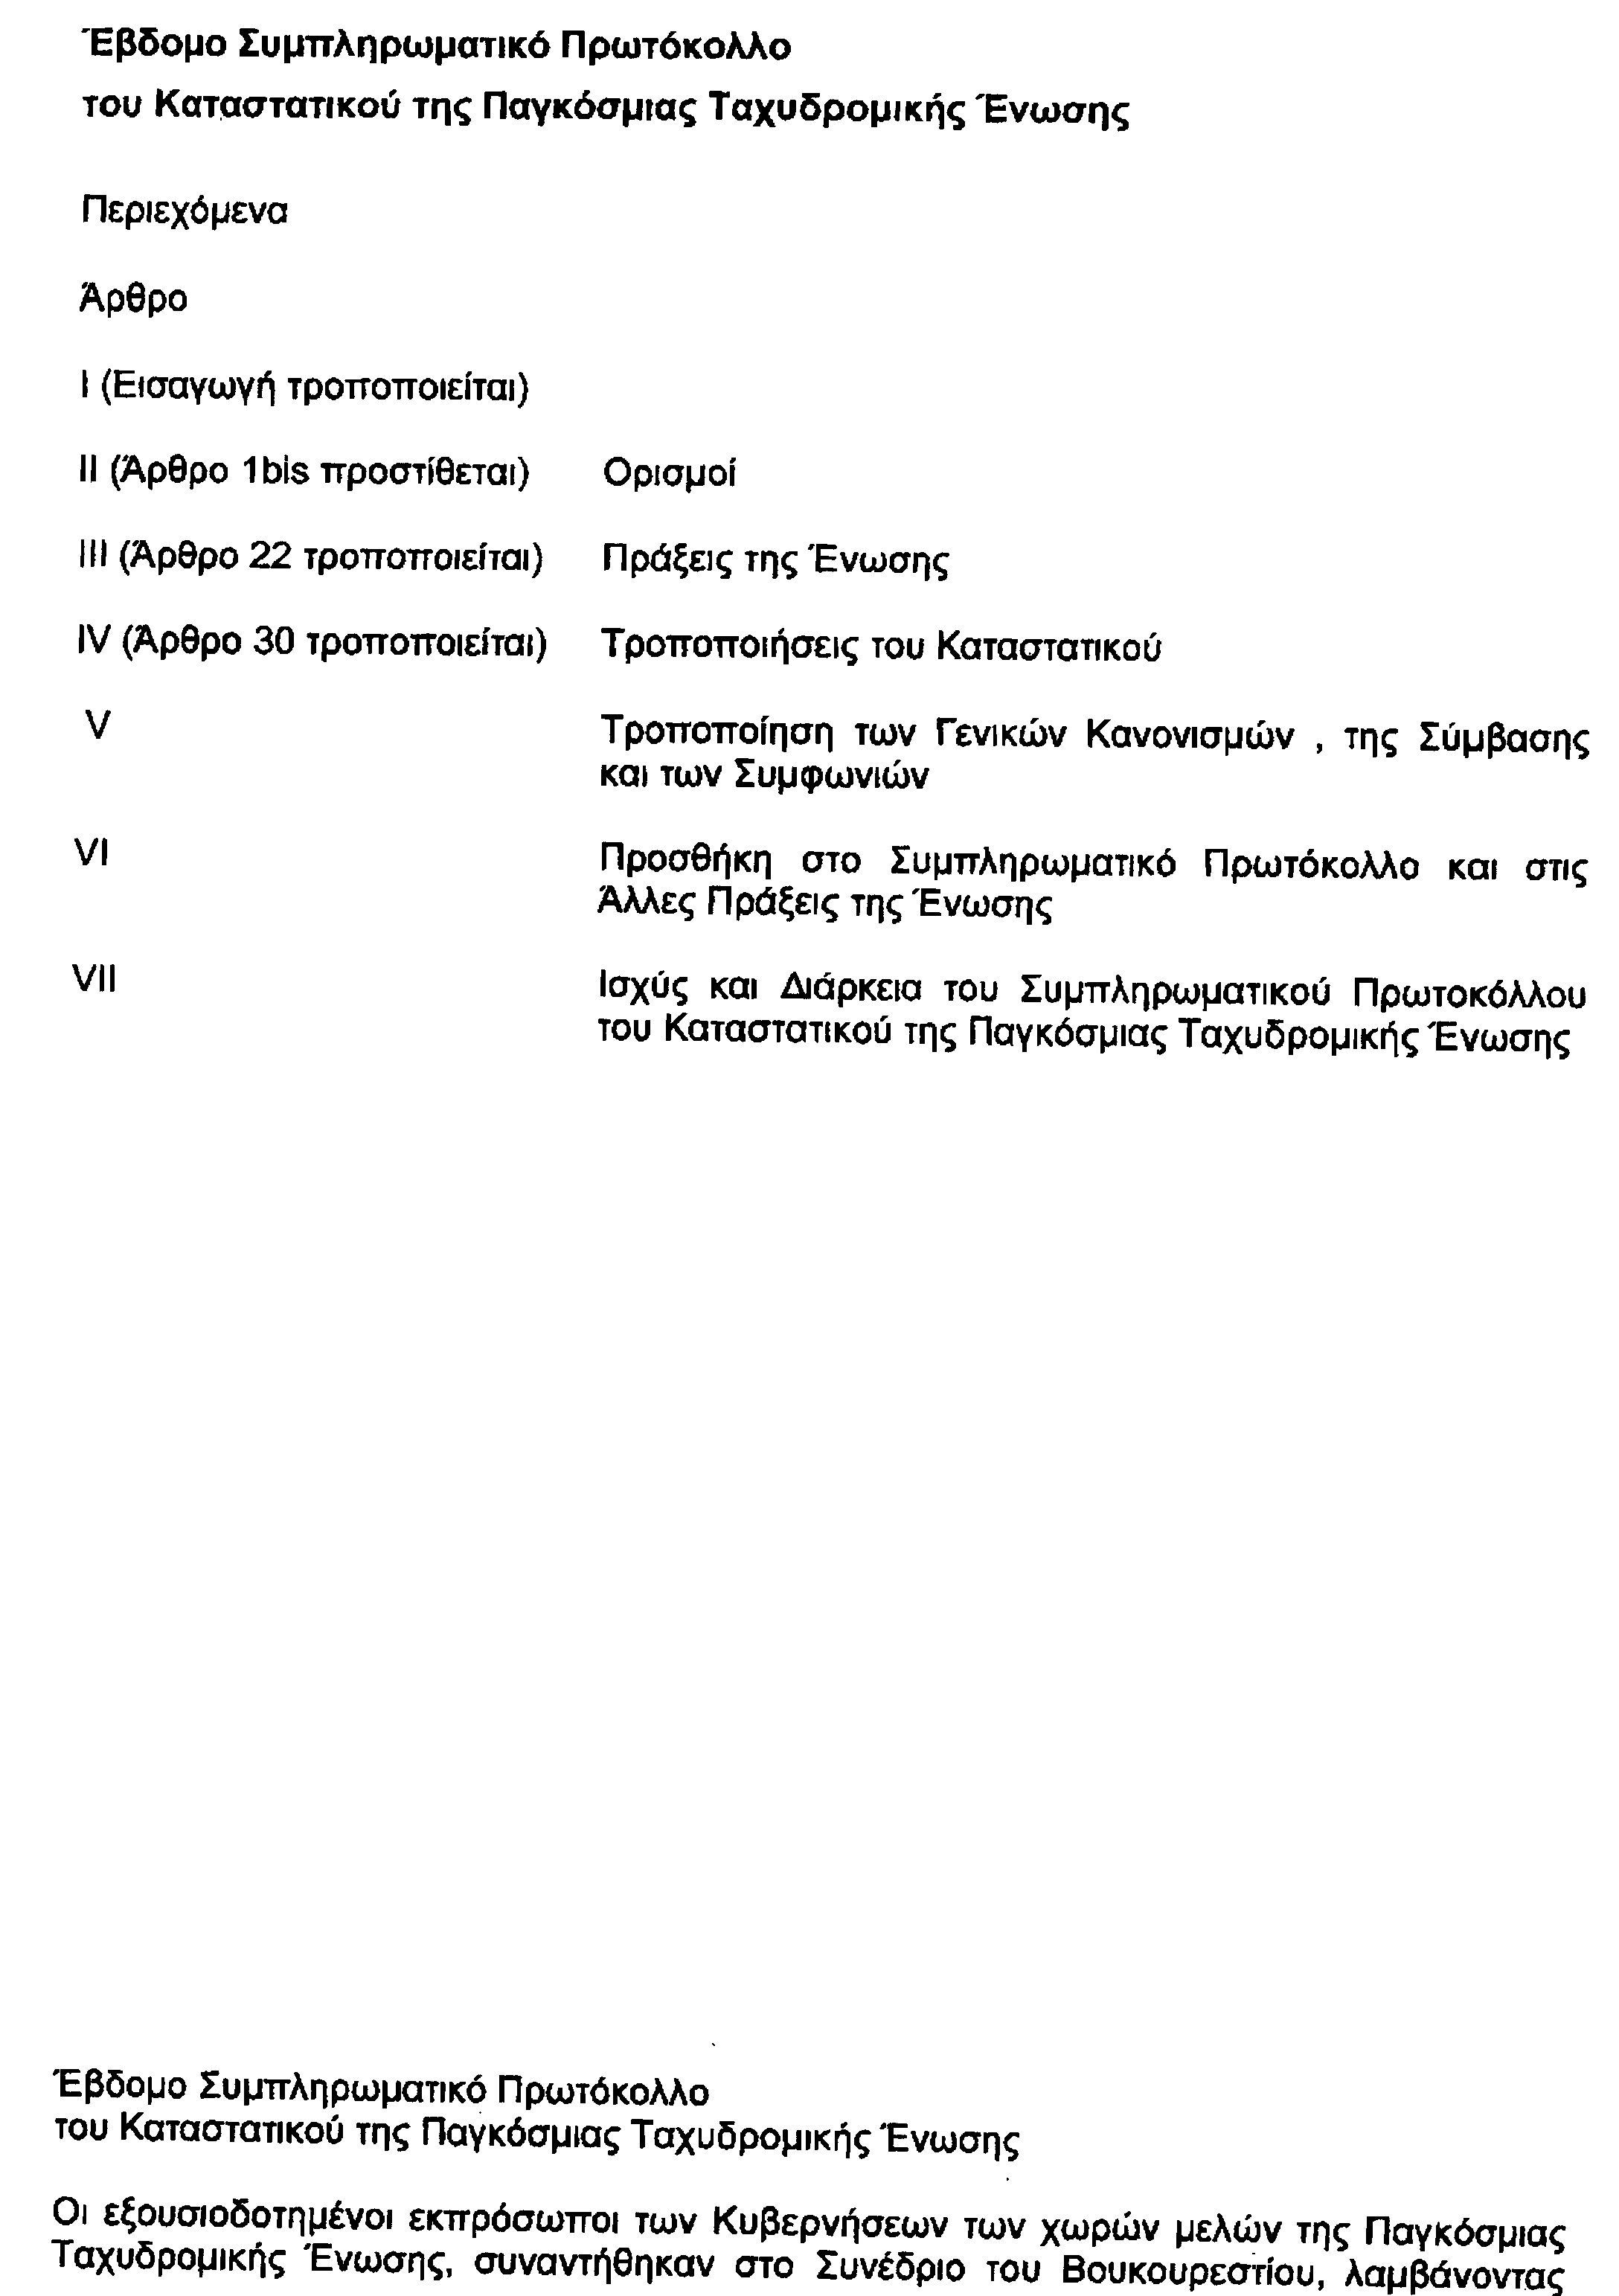 Έβδομο Συμπληρωματικό Πρωτόκολλο
του Καταστατικού της Παγκόσμιας Ταχυδρομικής Ένωσης
Περιεχόμενα
Άρθρο
I (Εισαγωγή τροποποιείται)
II (Άρθρο 1bis προστίθεται) Ορισμοί
III (Άρθρο 22 τροποποιείται) Πράξεις της Ένωσης
IV (Άρθρο 30 τροποποιείται) Τροποποιήσεις του Καταστατικού
V Τροποποίηση των Γενικών Κανονισμών , της Σύμβασης
και των Συμφωνιών
VI Προσθήκη στο Συμπληρωματικό Πρωτόκολλο και στις
Άλλες Πράξεις της Ένωσης
VII Ισχύς και Διάρκεια του Συμπληρωματικού Πρωτοκόλλου
του Καταστατικού της Παγκόσμιας Ταχυδρομικής Ένωσης
Έβδομο Συμπληρωματικό Πρωτόκολλο
του Καταστατικού της Παγκόσμιας Ταχυδρομικής Ένωσης
Οι εξουσιοδοτημένοι εκπρόσωποι των Κυβερνήσεων των χωρών μελών της Παγκόσμιας
Ταχυδρομικής Ένωσης, συναντήθηκαν στο Συνέδριο του Βουκουρεστίου, λαμβάνοντας